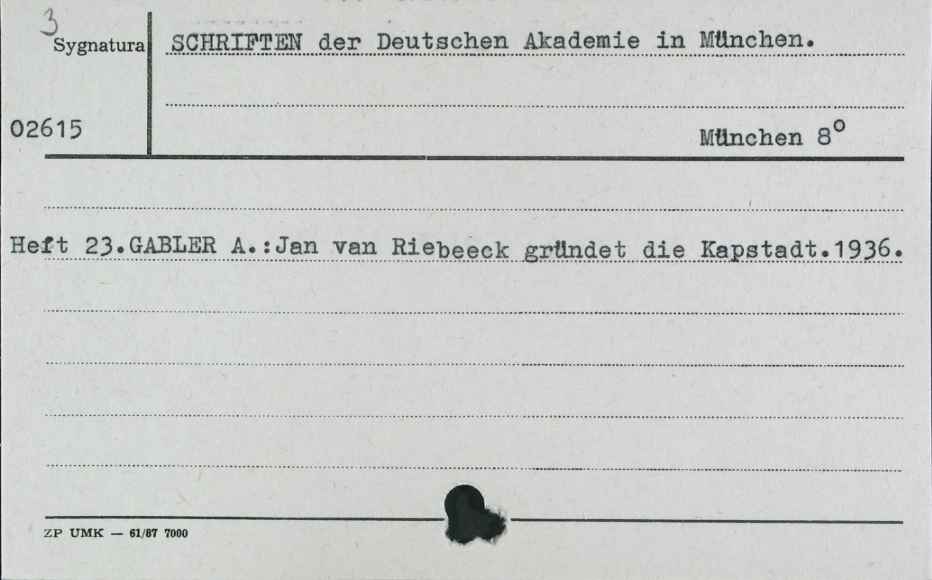 3
Sygnatura
SCHRIFTEN der Deutschen Akademie in München.
02615
München 8°
Heft 23.GABLER A.:Jan van Riebeeck gründet die Kapstadt.1936.
ZP UMK — 61/87 7000